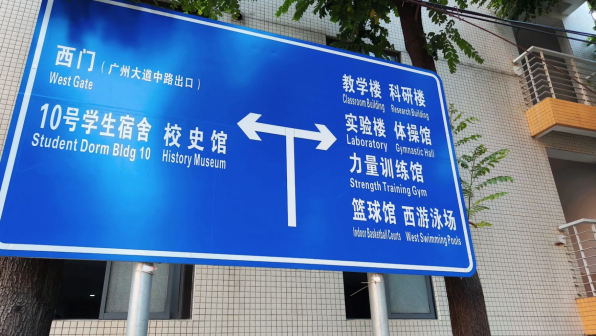 西门（广州大道中路出口）
West Gate
10号学生宿舍 校史馆
Student Dorm Bldg 10 History Museum
教学楼 科研楼
Classroom Building Research Building
实验楼 体操馆
Laboratory Gymnastic Hall
力量训练馆
Strength Training Gym
篮球馆 西游泳场
Indoor Basketball Courts West Swimming Pools